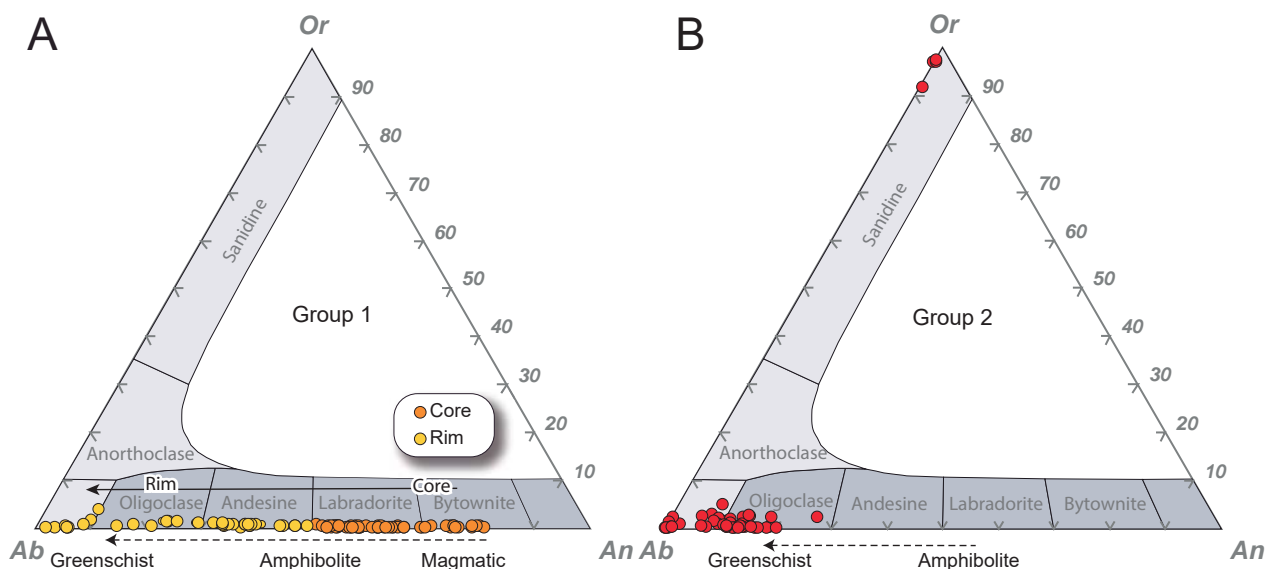 A
Or
90
80
70
60
50
40
30
20
10
Sanidine
Group 1
Core
Rim
Anorthoclase
Rim
Core
Oligoclase
Andesine
Labradorite
Bytownite
Ab
An
Greenschist
Amphibolite
Magmatic
B
Or
90
80
70
60
50
40
30
20
10
Sanidine
Group 2
Anorthoclase
Oligoclase
Andesine
Labradorite
Bytownite
Ab
An
Greenschist
Amphibolite